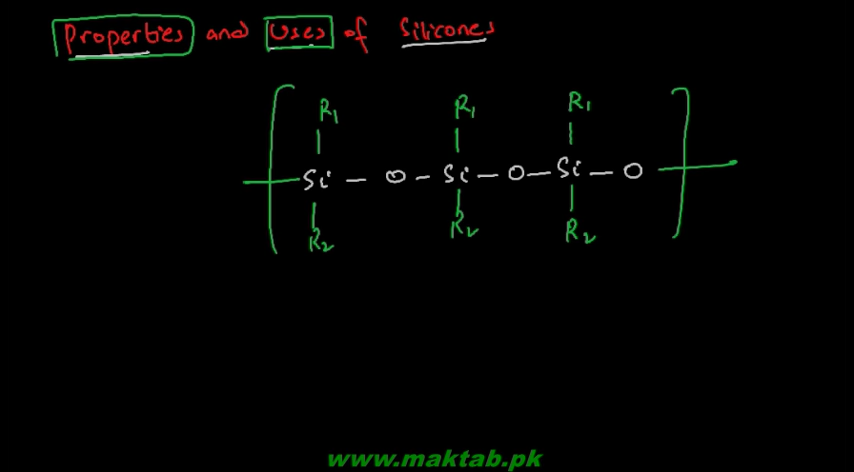 Properties and Uses of Silicones
R1 R1 R1
Si - O - Si - O - Si - O
R2 R2 R2
www.maktab.pk